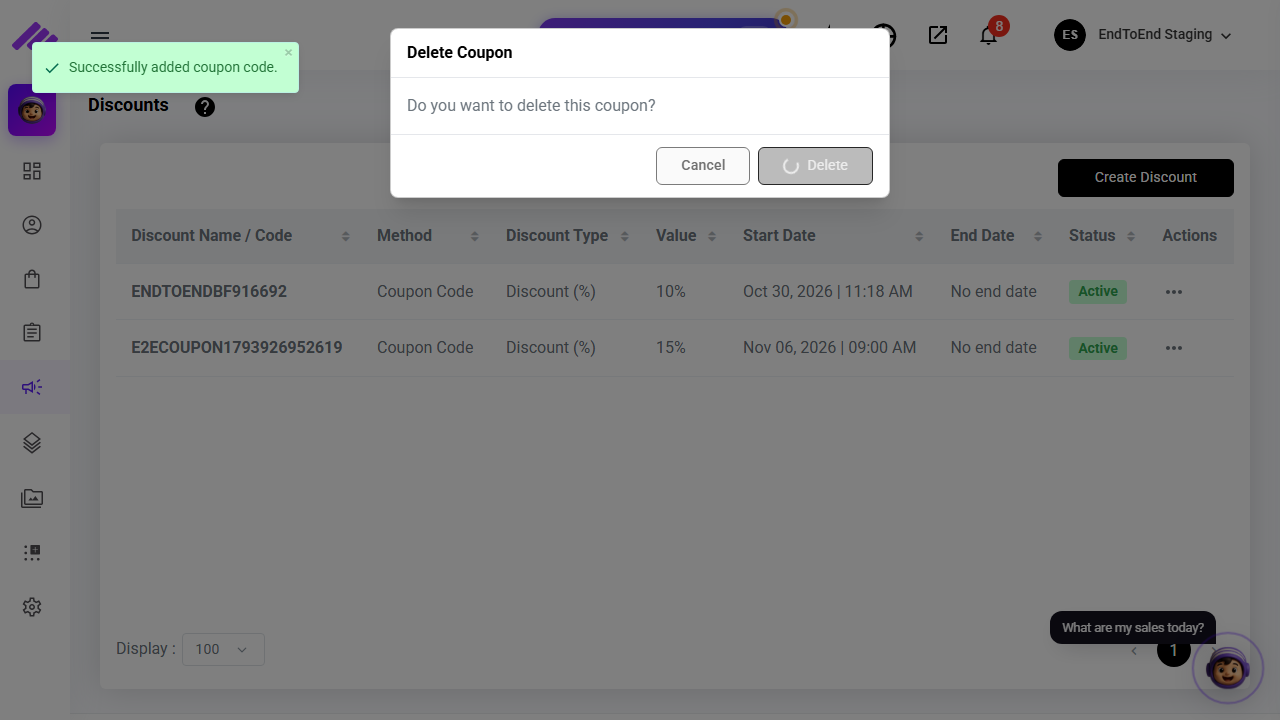 8
ES
EndToEnd Staging
Successfully added coupon code.
×
Delete Coupon
Do you want to delete this coupon?
Cancel
Delete
Discounts
?
Create Discount
Discount Name / Code
Method
Discount Type
Value
Start Date
End Date
Status
Actions
ENDTOENDBF916692
Coupon Code
Discount (%)
10%
Oct 30, 2026 | 11:18 AM
No end date
Active
E2ECOUPON1793926952619
Coupon Code
Discount (%)
15%
Nov 06, 2026 | 09:00 AM
No end date
Active
What are my sales today?
Display :
100
1